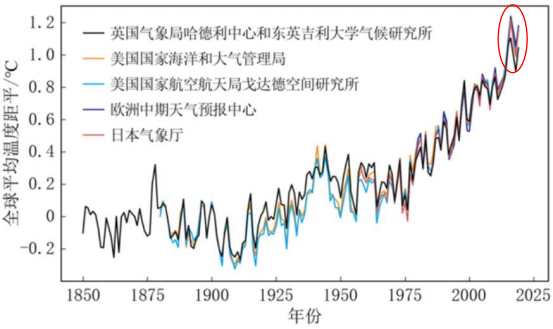 英国气象局哈德利中心和东英吉利大学气候研究所
美国国家海洋和大气管理局
美国国家航空航天局戈达德空间研究所
欧洲中期天气预报中心
日本气象厅
全球平均温度距平/℃
1.2
1.0
0.8
0.6
0.4
0.2
0
-0.2
1850 1875 1900 1925 1950 1975 2000 2025
年份